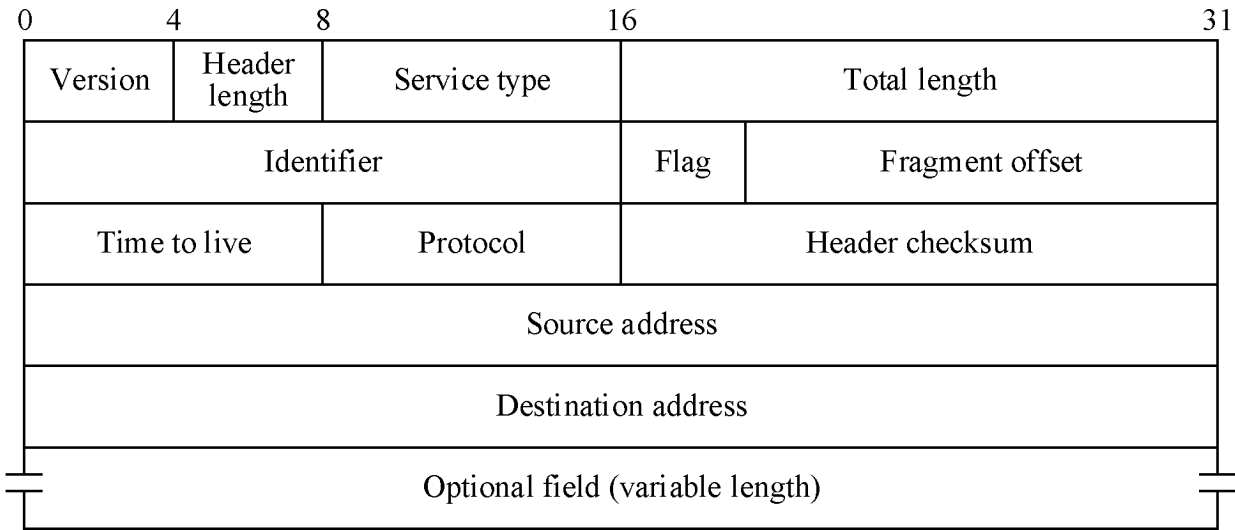 0 4 8 16 31
Version Header length Service type Total length
Identifier Flag Fragment offset
Time to live Protocol Header checksum
Source address
Destination address
Optional field (variable length)